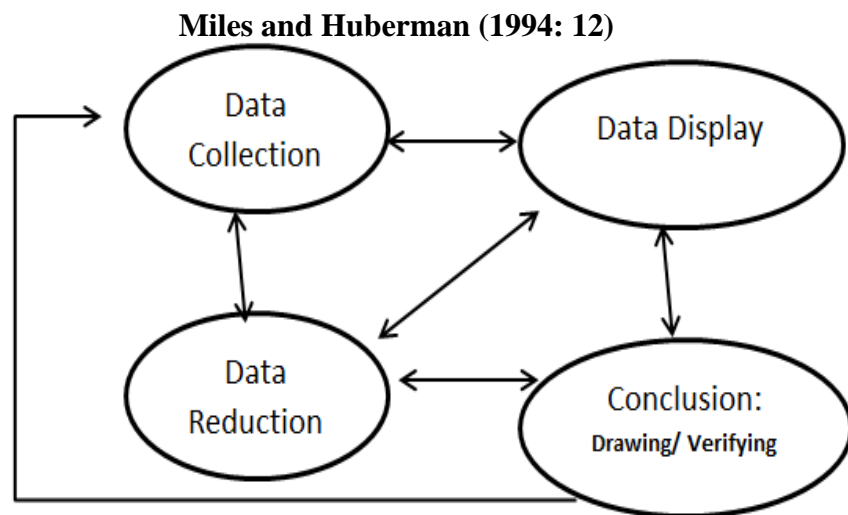 Miles and Huberman (1994: 12)
Data
Collection
Data Display
Data
Reduction
Conclusion:
Drawing/ Verifying